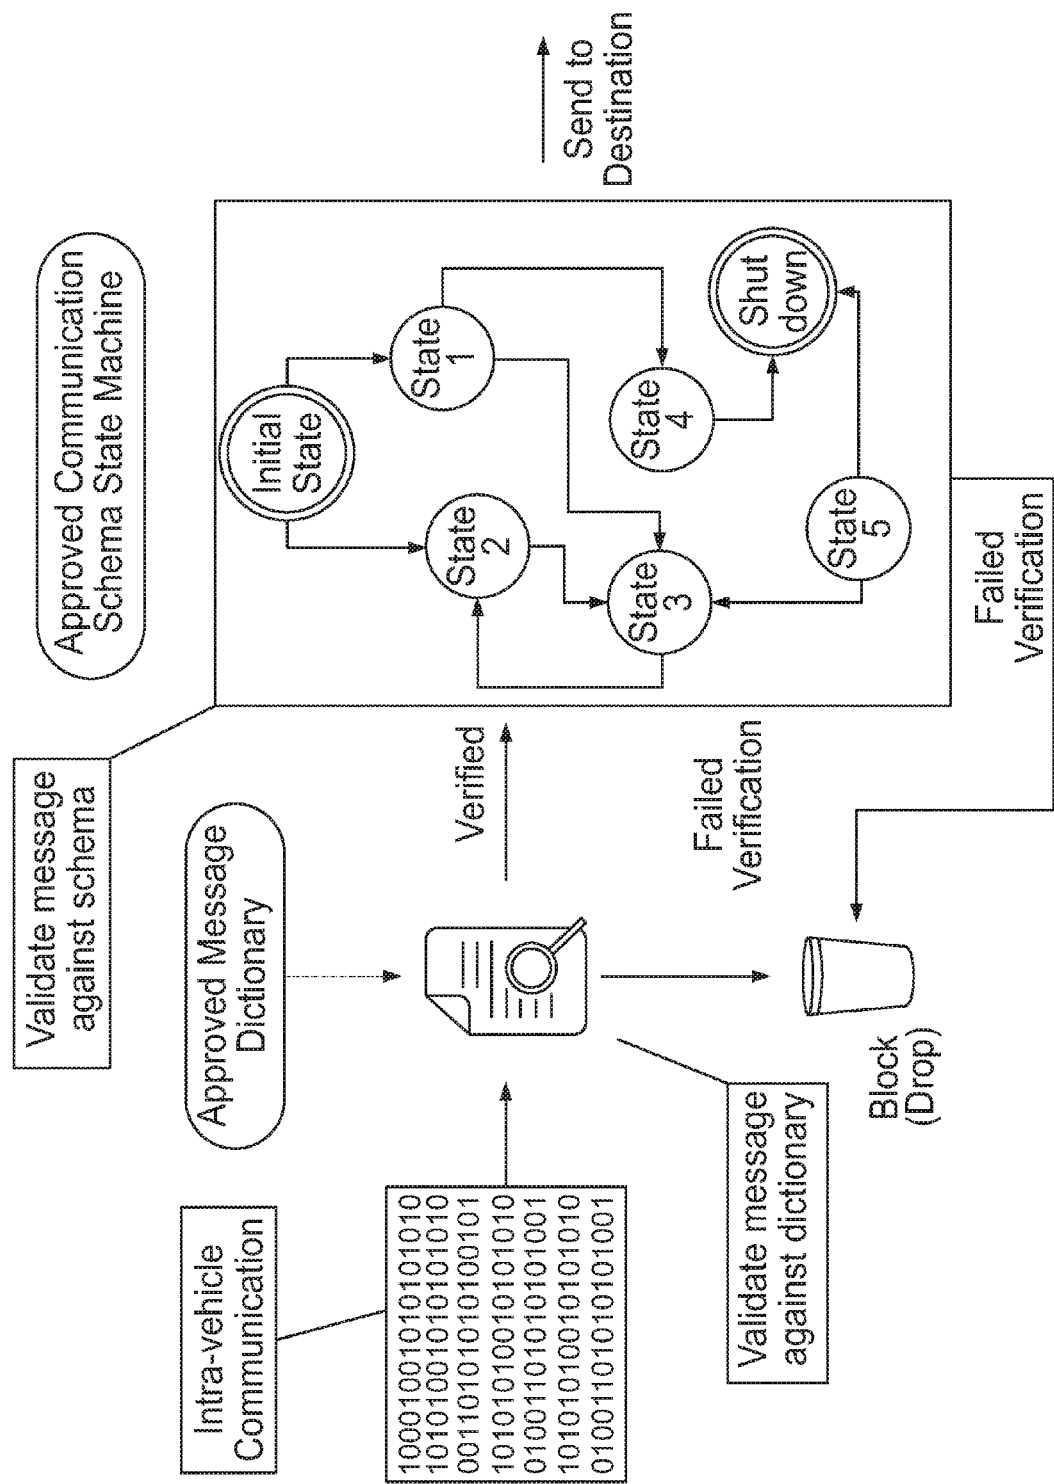 Intra-vehicle
Communication
1000100101010101010
1010100101010101010
0011010101010100101
1010101001010101010
0100110101010101001
1010101001010101010
0100110101010101001
Approved Message
Dictionary
Validate message
against dictionary
Block
(Drop)
Verified
Failed
Verification
Validate message
against schema
Approved Communication
Schema State Machine
Initial
State
State
1
State
2
State
3
State
4
State
5
Shut
down
Failed
Verification
Send to
Destination